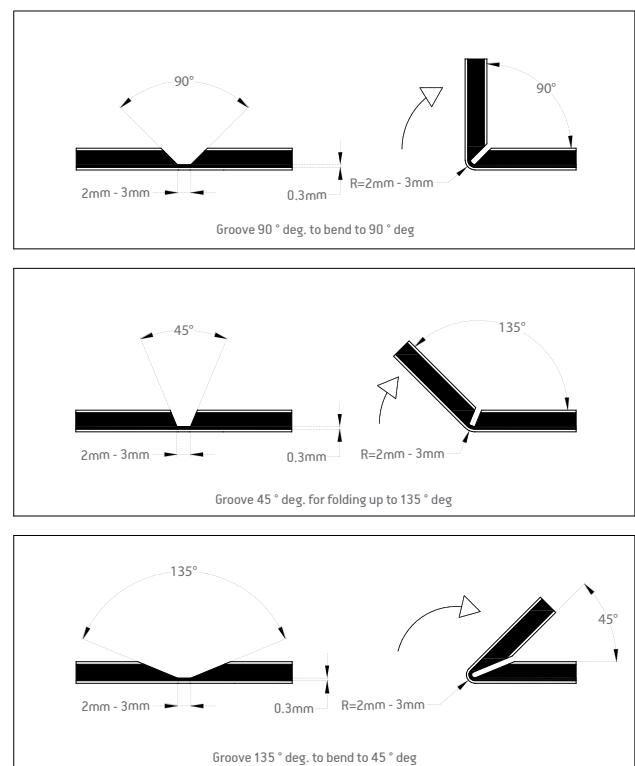 90°
90°
2mm - 3mm
0.3mm
R=2mm - 3mm
Groove 90 ° deg. to bend to 90 ° deg
45°
135°
2mm - 3mm
0.3mm
R=2mm - 3mm
Groove 45 ° deg. for folding up to 135 ° deg
135°
45°
2mm - 3mm
0.3mm
R=2mm - 3mm
Groove 135 ° deg. to bend to 45 ° deg